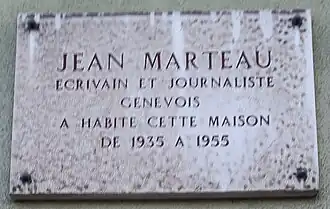 JEAN MARTEAU
ECRIVAIN ET JOURNALISTE
GENEVOIS
A HABITE CETTE MAISON
DE 1935 A 1955